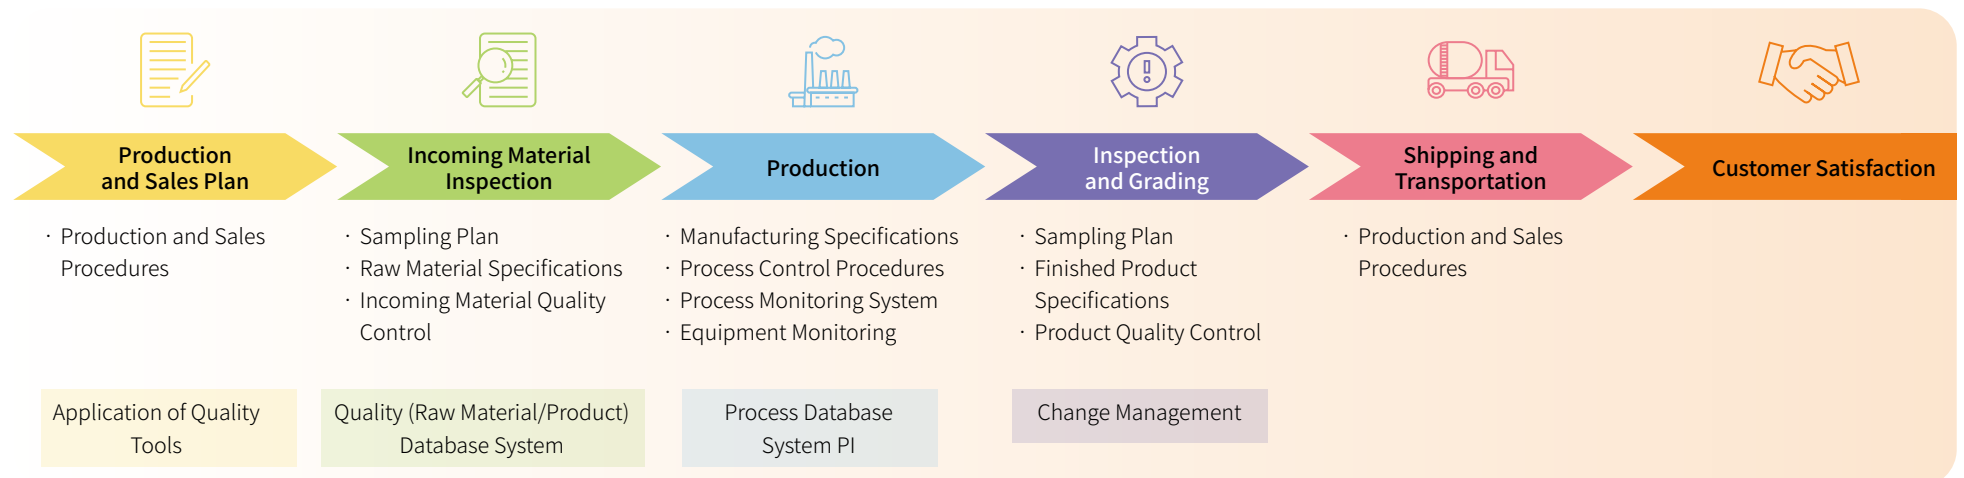 Production
and Sales Plan
Incoming Material
Inspection
Production
Inspection
and Grading
Shipping and
Transportation
Customer Satisfaction
· Production and Sales
Procedures
· Sampling Plan
· Raw Material Specifications
· Incoming Material Quality
Control
· Manufacturing Specifications
· Process Control Procedures
· Process Monitoring System
· Equipment Monitoring
· Sampling Plan
· Finished Product
Specifications
· Product Quality Control
· Production and Sales
Procedures
Application of Quality
Tools
Quality (Raw Material/Product)
Database System
Process Database
System PI
Change Management